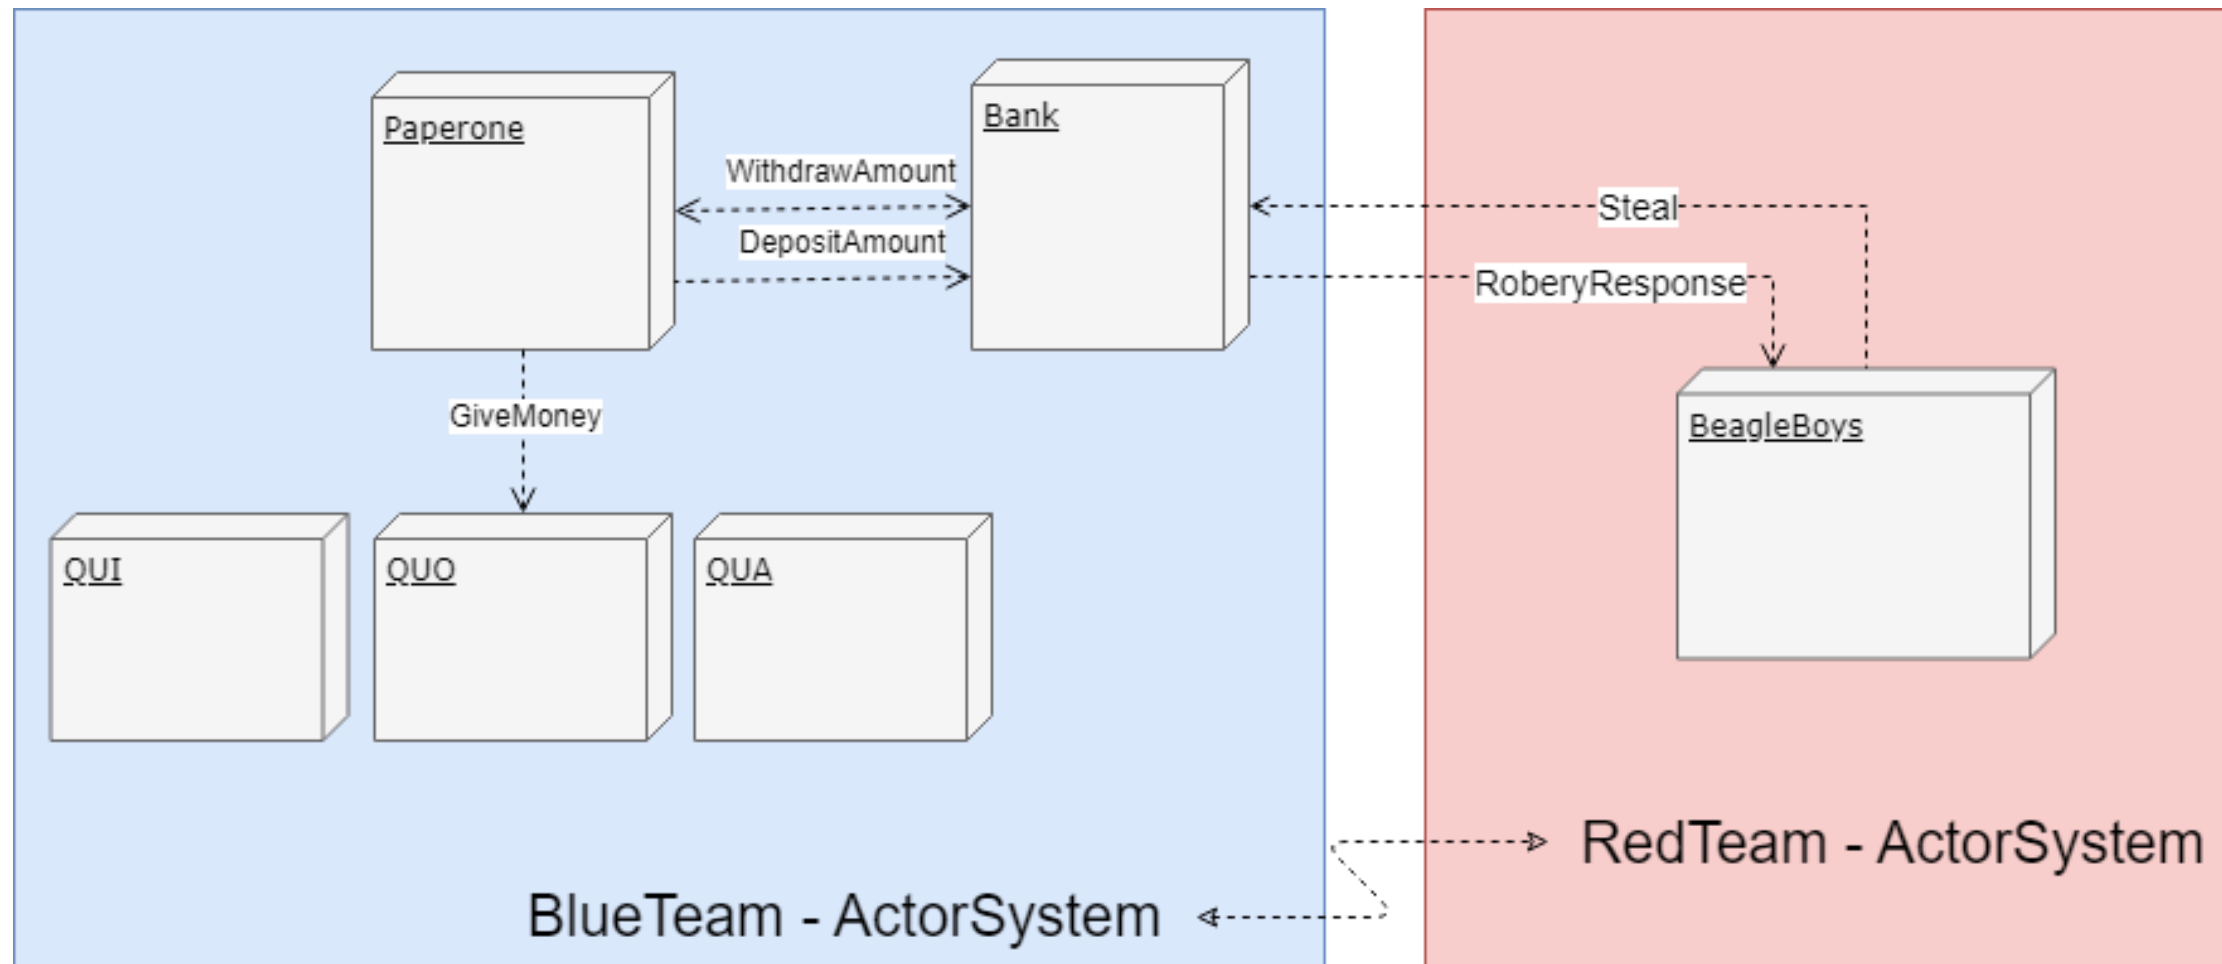 Paperone
Bank
WithdrawAmount
DepositAmount
Steal
RoberyResponse
GiveMoney
BeagleBoys
QUI
QUO
QUA
RedTeam - ActorSystem
BlueTeam - ActorSystem